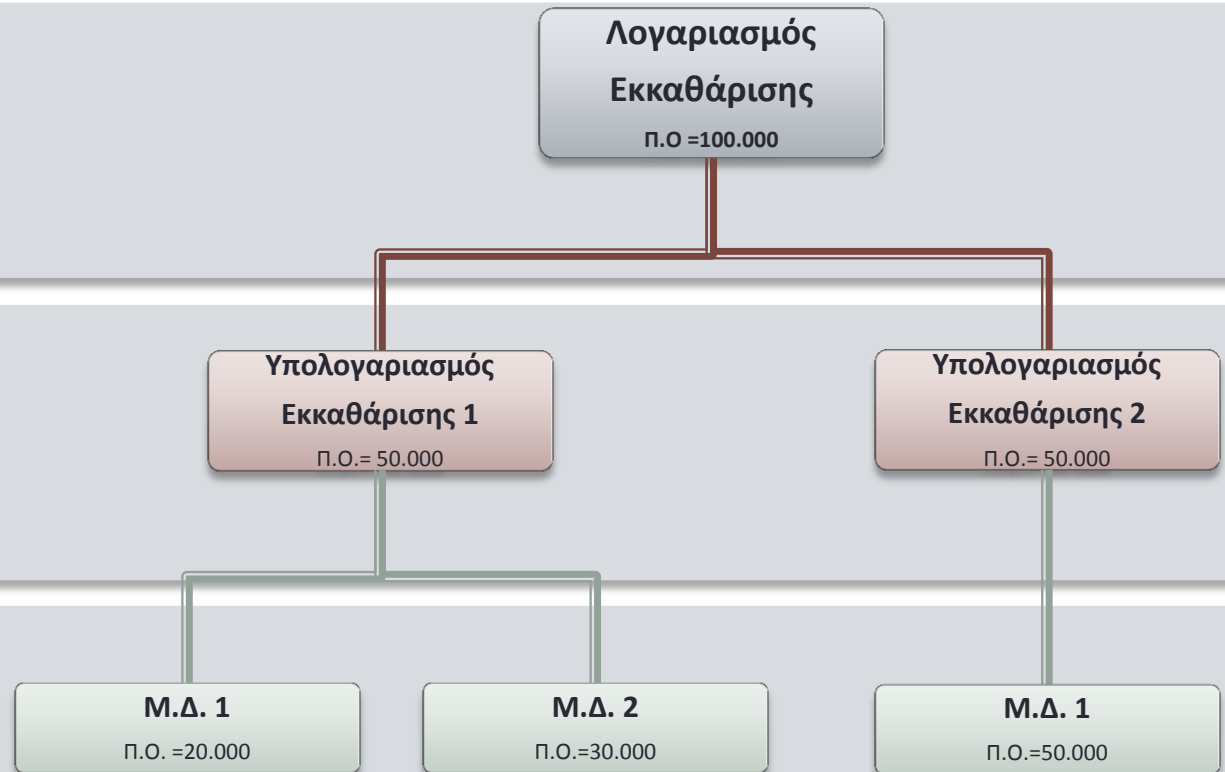 Λογαριασμός
Εκκαθάρισης
Π.Ο =100.000
Υπολογαριασμός
Εκκαθάρισης 1
Π.Ο.= 50.000
Υπολογαριασμός
Εκκαθάρισης 2
Π.Ο.= 50.000
Μ.Δ. 1
Π.Ο. =20.000
Μ.Δ. 2
Π.Ο.=30.000
Μ.Δ. 1
Π.Ο.=50.000